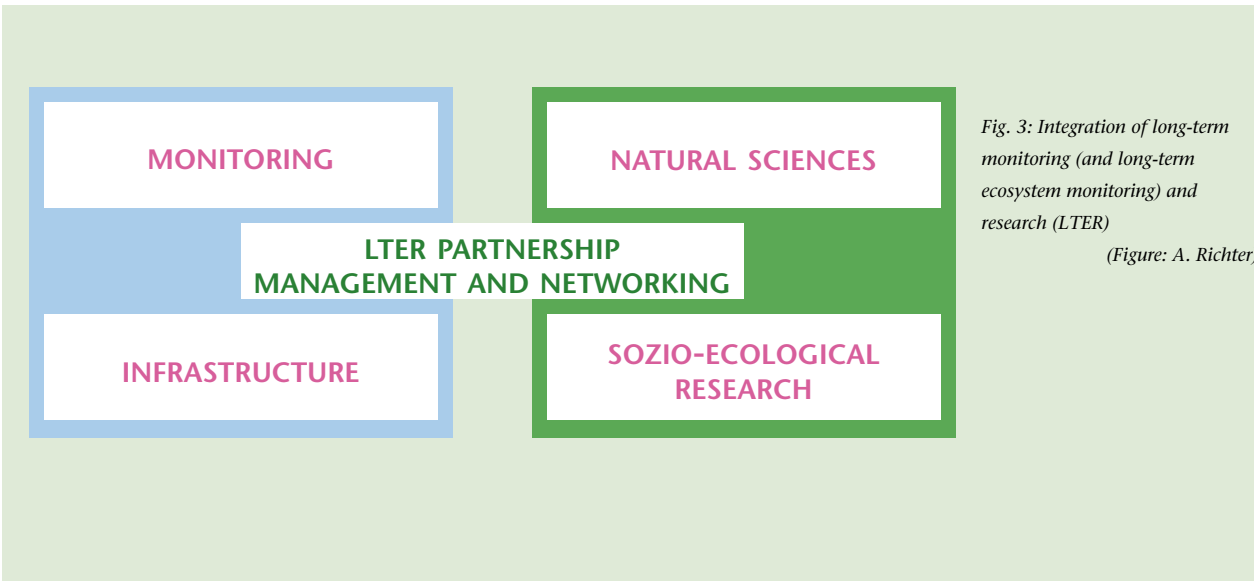 MONITORING
NATURAL SCIENCES
LTER PARTNERSHIP
MANAGEMENT AND NETWORKING
INFRASTRUCTURE
SOZIO-ECOLOGICAL
RESEARCH
Fig. 3: Integration of long-term
monitoring (and long-term
ecosystem monitoring) and
research (LTER)
(Figure: A. Richter)